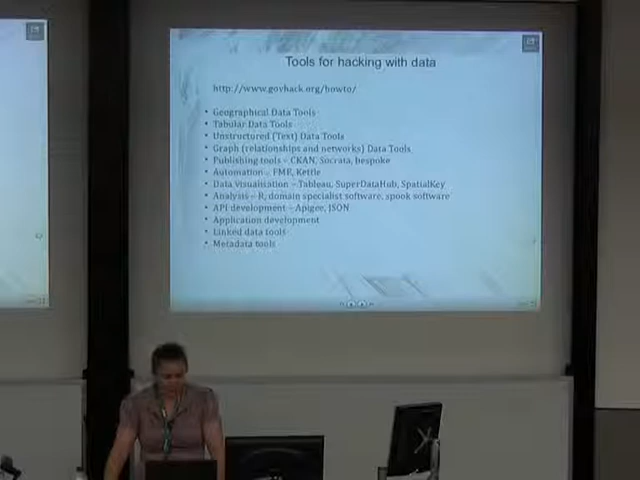 Tools for hacking with data
http://www.govhack.org/howto/
• Geographical Data Tools
• Tabular Data Tools
• Unstructured (Text) Data Tools
• Graph (relationships and networks) Data Tools
• Publishing tools – CKAN, Socrata, bespoke
• Automation – FME, Kettle
• Data visualisation – Tableau, SuperDataHub, SpatialKey
• Analysis – R, domain specialist software, spook software
• API development – Apigee, JSON
• Application development
• Linked data tools
• Metadata tools